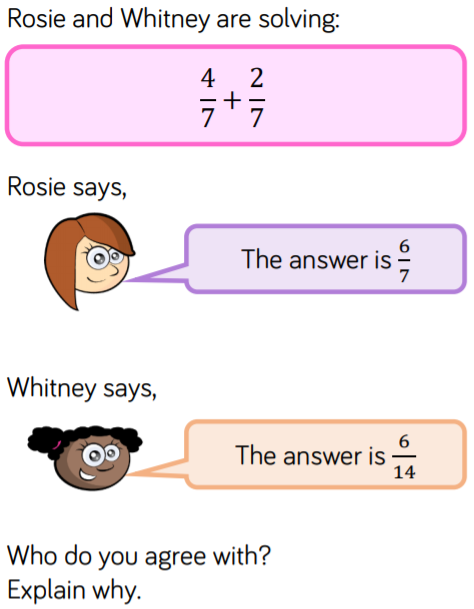 Rosie and Whitney are solving:
4/7 + 2/7
Rosie says,
The answer is 6/7
Whitney says,
The answer is 6/14
Who do you agree with?
Explain why.